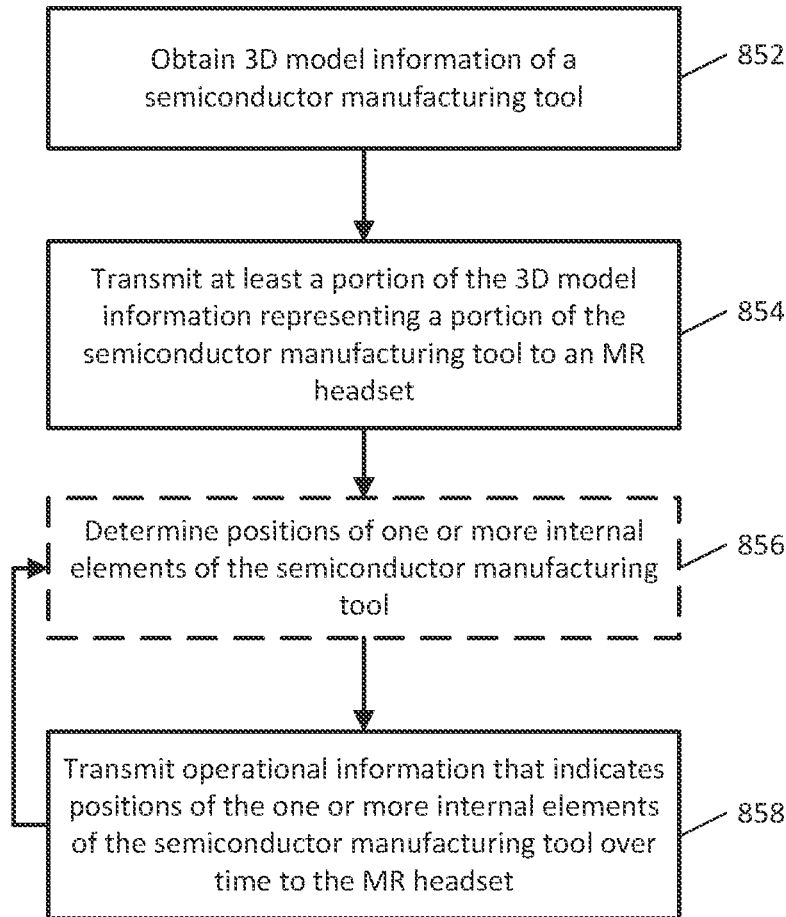 Obtain 3D model information of a
semiconductor manufacturing tool
852
Transmit at least a portion of the 3D model
information representing a portion of the
semiconductor manufacturing tool to an MR
headset
854
Determine positions of one or more internal
elements of the semiconductor manufacturing
tool
856
Transmit operational information that indicates
positions of the one or more internal elements
of the semiconductor manufacturing tool over
time to the MR headset
858